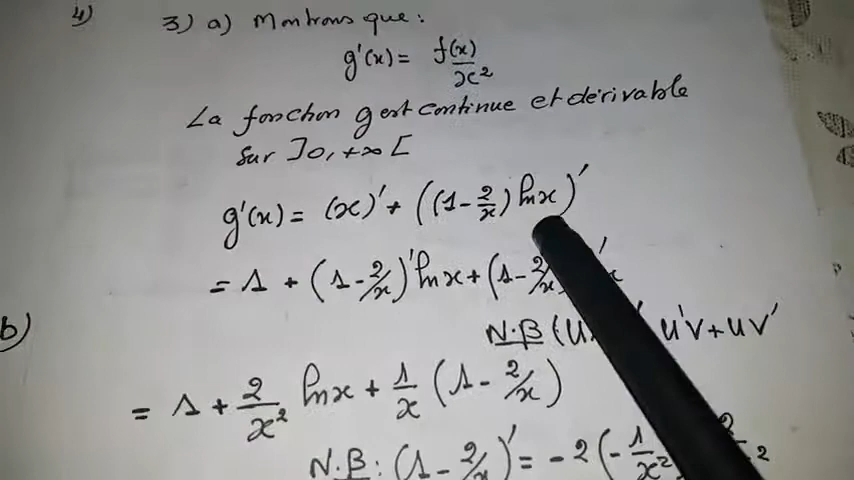 4)
3) a) Montrons que :
g'(x) = f(x)/x²
La fonction g est continue et dérivable
sur ]0, +∞[
g'(x) = (x)' + ((1 - 2/x) ln x)'
= 1 + (1 - 2/x)' ln x + (1 - 2/x
b)
N.B (u u'v + uv'
= 1 + 2/x² ln x + 1/x (1 - 2/x)
N.B : (1 - 2/x)' = -2(-1/x²